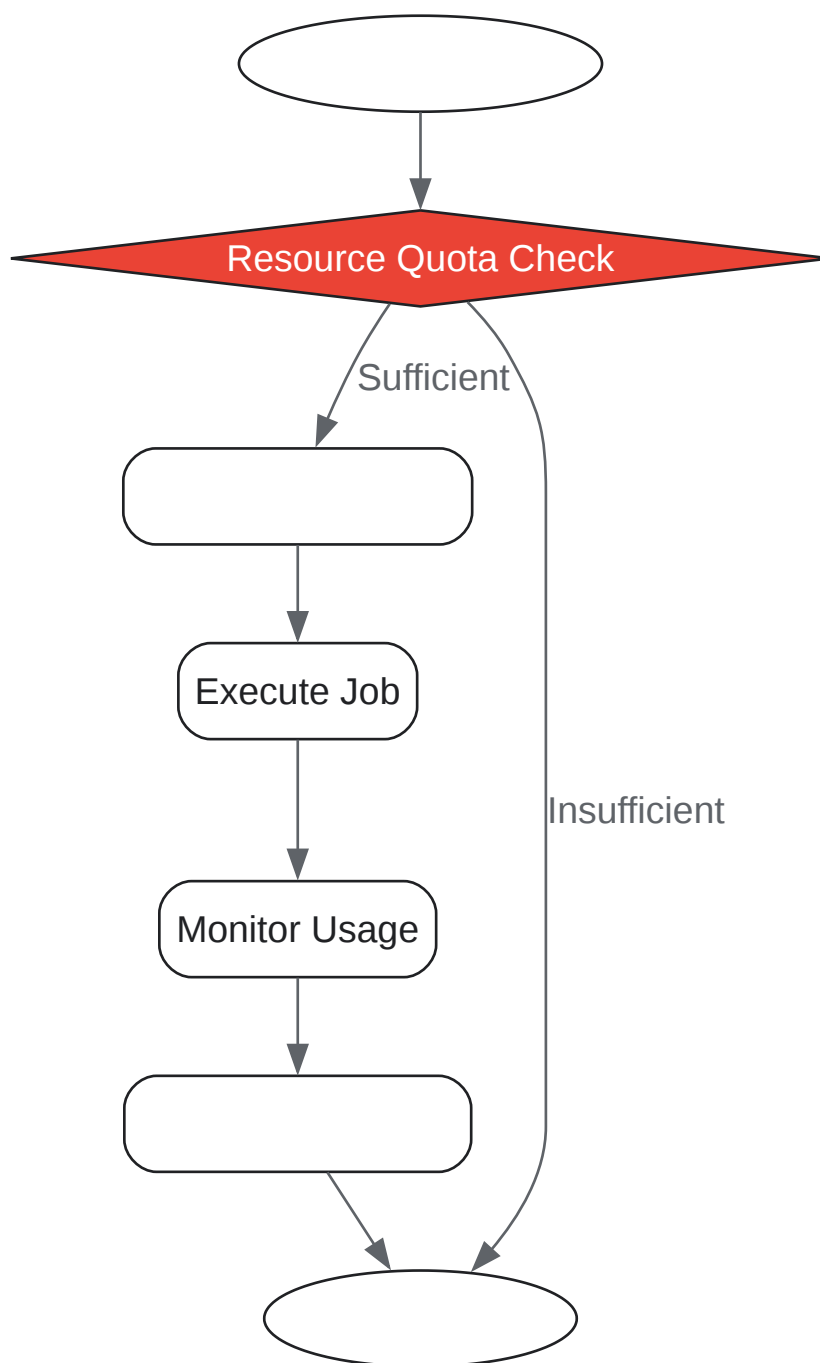 Resource Quota Check
Sufficient
Execute Job
Insufficient
Monitor Usage